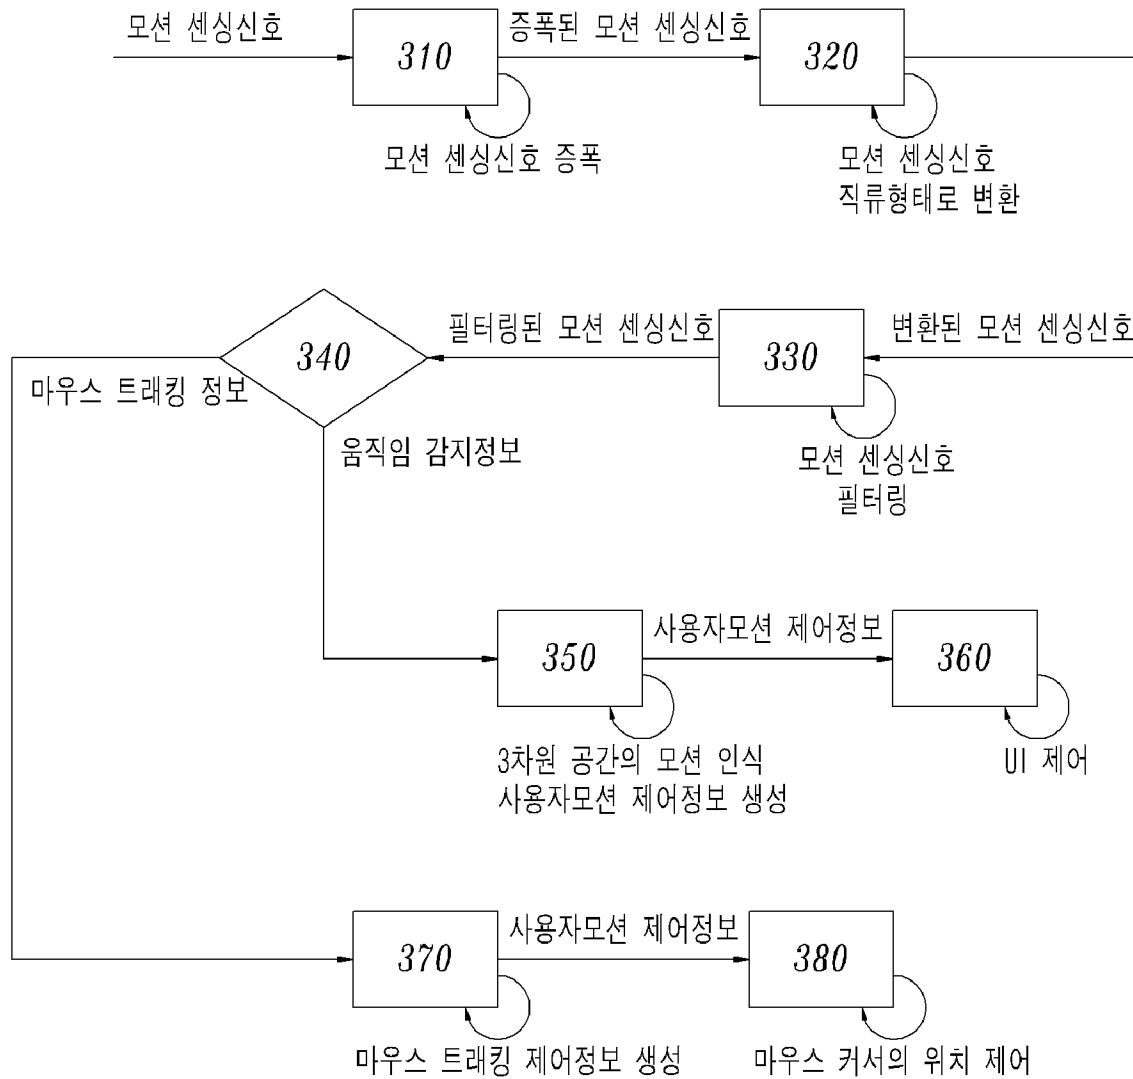 모션 센싱신호
310
증폭된 모션 센싱신호
320
모션 센싱신호 증폭
모션 센싱신호
직류형태로 변환
340
필터링된 모션 센싱신호
330
변환된 모션 센싱신호
마우스 트래킹 정보
움직임 감지정보
모션 센싱신호
필터링
350
사용자모션 제어정보
360
3차원 공간의 모션 인식
사용자모션 제어정보 생성
UI 제어
370
사용자모션 제어정보
380
마우스 트래킹 제어정보 생성
마우스 커서의 위치 제어